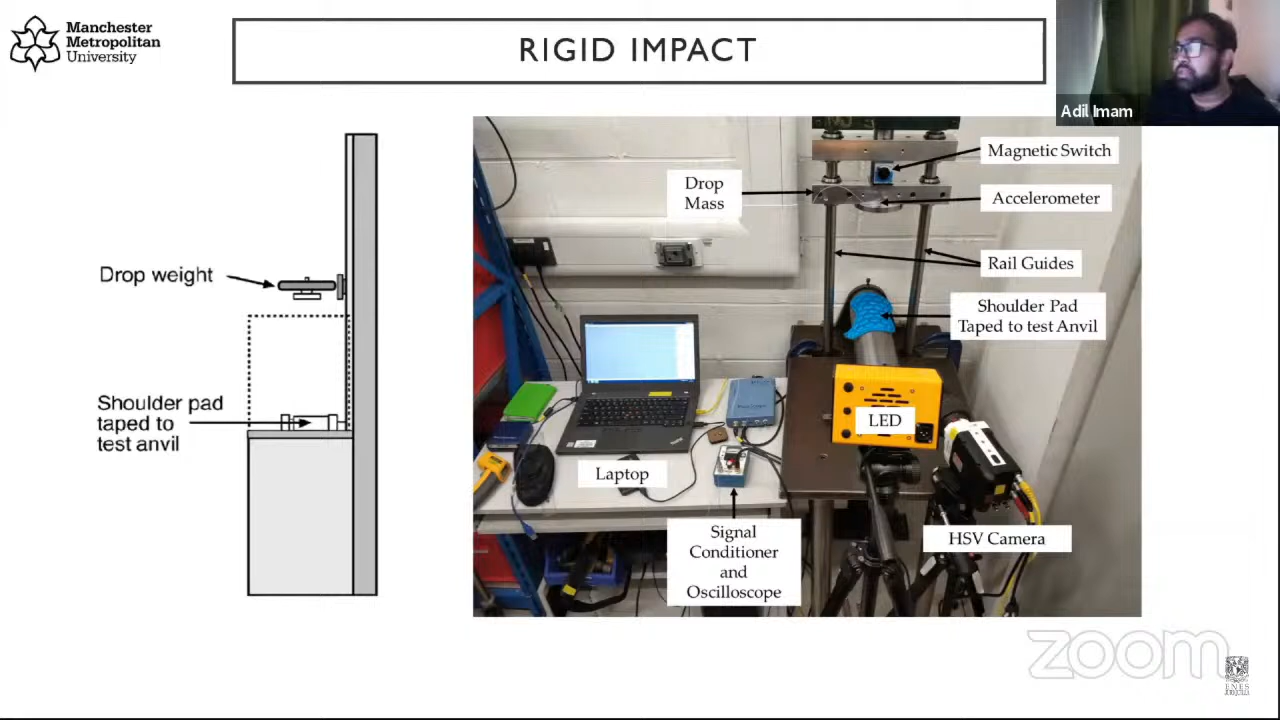 Manchester
Metropolitan
University
RIGID IMPACT
Adil Imam
Drop weight
Shoulder pad
taped to
test anvil
Drop
Mass
Magnetic Switch
Accelerometer
Rail Guides
Shoulder Pad
Taped to test Anvil
LED
Laptop
HSV Camera
Signal
Conditioner
and
Oscilloscope
zoom
ENES